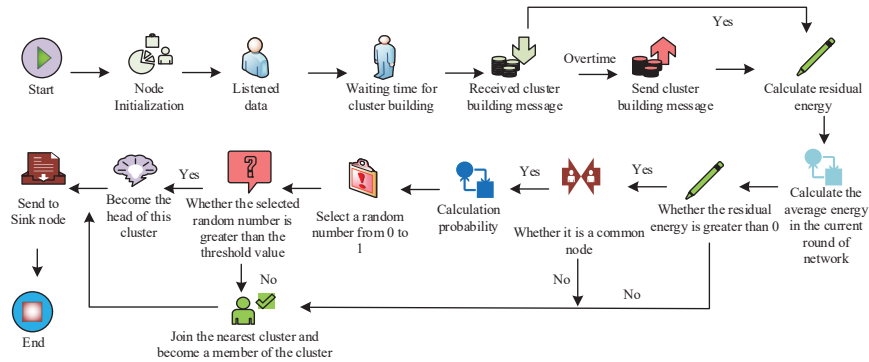 Yes
Overtime
Start
Node
Initialization
Listened
data
Waiting time for
cluster building
Received cluster
building message
Send cluster
building message
Calculate residual
energy
Send to
Sink node
Become the
head of this
cluster
Yes
Whether the selected
random number is
greater than the
threshold value
Select a random
number from 0 to
1
Calculation
probability
Yes
Whether it is a common
node
Yes
Whether the residual
energy is greater than 0
Calculate the
average energy
in the current
round of
network
No
No
No
End
Join the nearest cluster and
become a member of the cluster